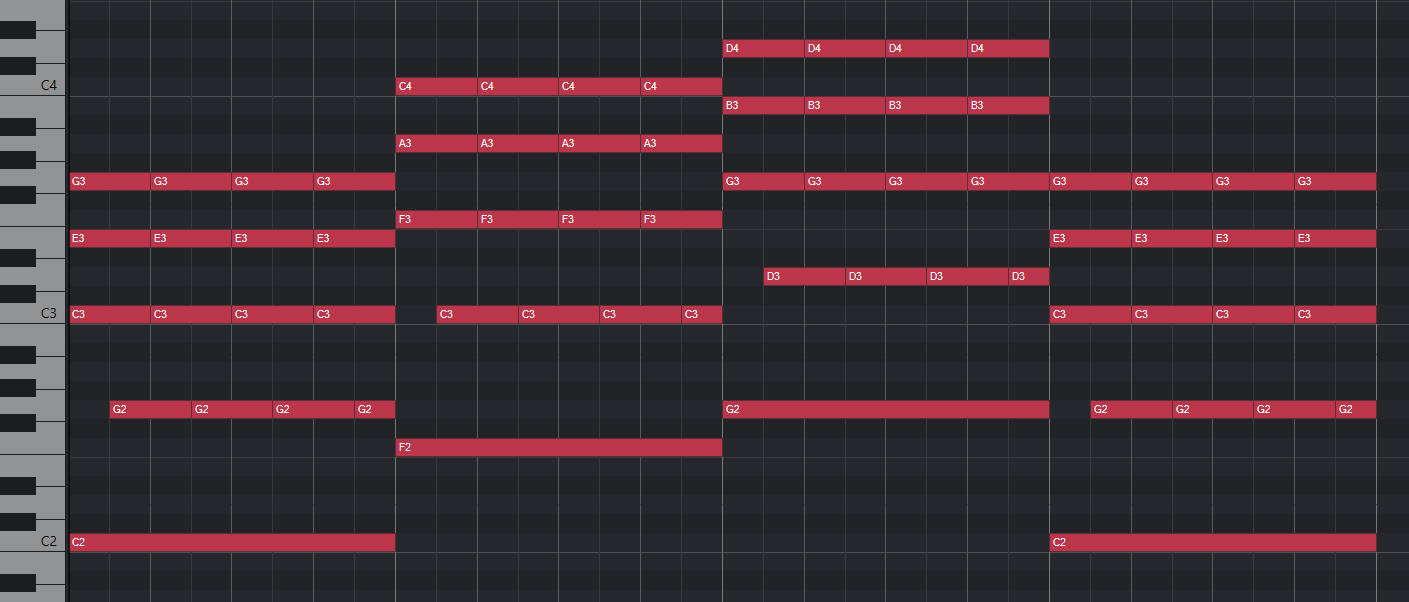 D4 D4 D4 D4
C4 C4 C4 C4 C4
B3 B3 B3 B3
A3 A3 A3 A3
G3 G3 G3 G3 G3 G3 G3 G3 G3 G3 G3 G3
F3 F3 F3 F3
E3 E3 E3 E3 E3 E3 E3 E3
D3 D3 D3 D3
C3 C3 C3 C3 C3 C3 C3 C3 C3 C3 C3 C3 C3
G2 G2 G2 G2 G2 G2 G2 G2 G2
F2
C2 C2 C2